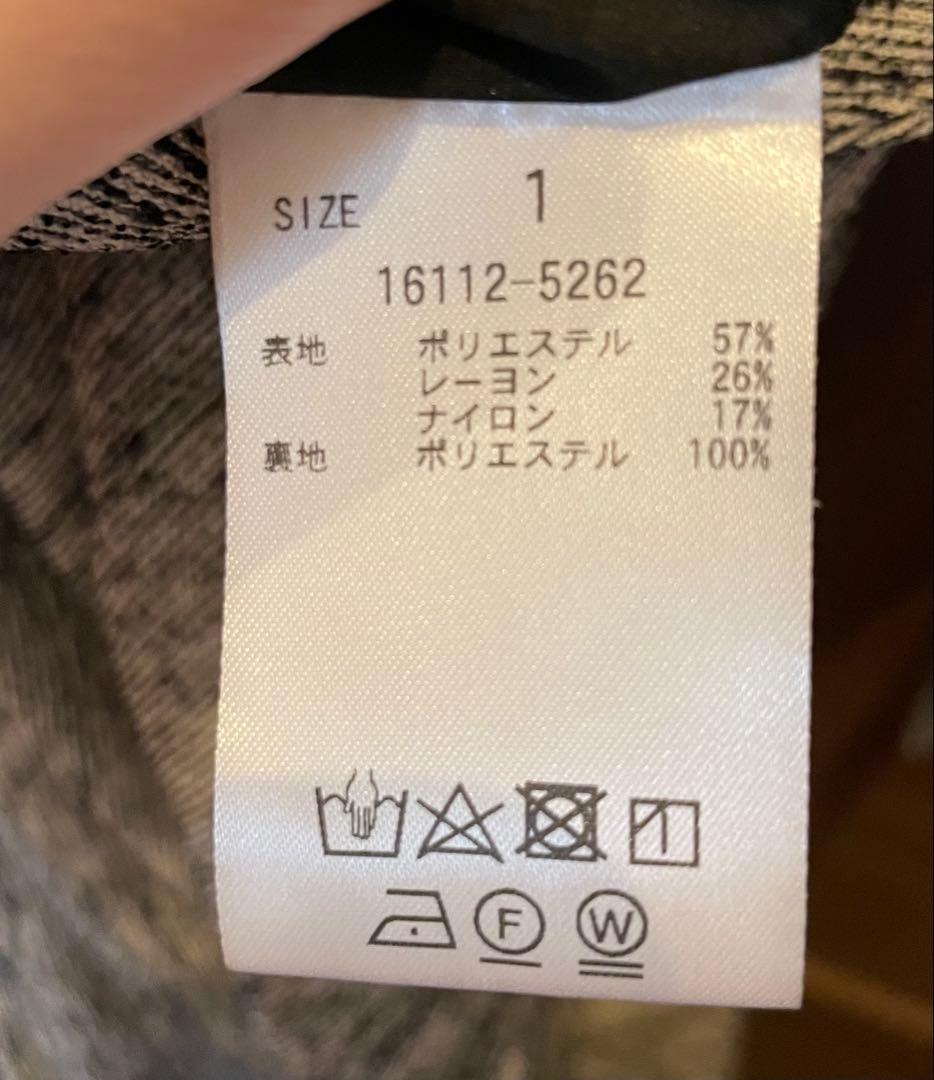 SIZE 1
16112-5262
表地 ポリエステル 57%
レーヨン 26%
ナイロン 17%
裏地 ポリエステル 100%
F W